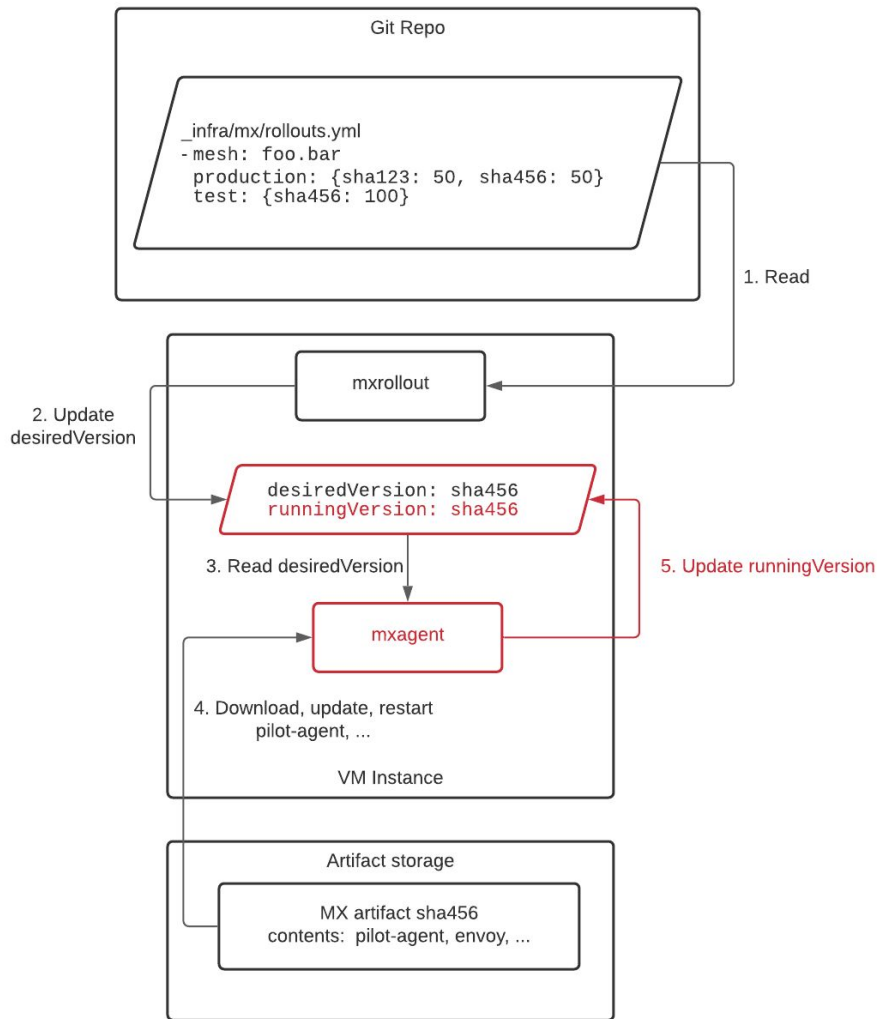 Git Repo
_infra/mx/rollouts.yml
- mesh: foo.bar
production: {sha123: 50, sha456: 50}
test: {sha456: 100}
1. Read
mxrollout
2. Update
desiredVersion
desiredVersion: sha456
runningVersion: sha456
3. Read desiredVersion
5. Update runningVersion
mxagent
4. Download, update, restart
pilot-agent, ...
VM Instance
Artifact storage
MX artifact sha456
contents: pilot-agent, envoy, ...